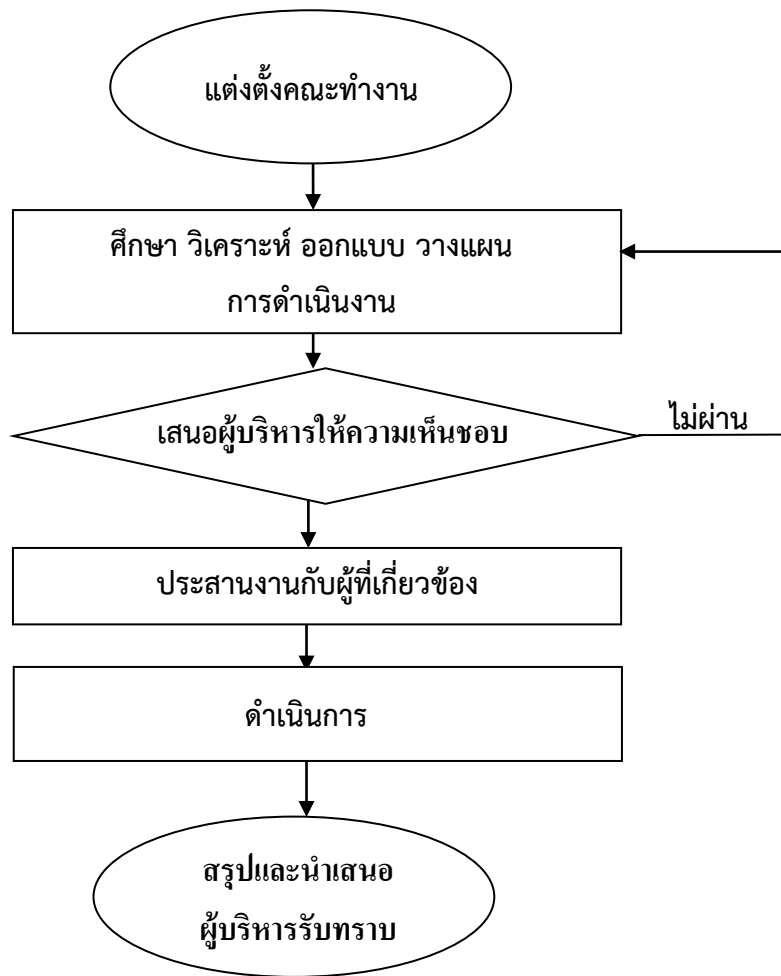 แต่งตั้งคณะทำงาน
ศึกษา วิเคราะห์ ออกแบบ วางแผน
การดำเนินงาน
เสนอผู้บริหารให้ความเห็นชอบ
ไม่ผ่าน
ประสานงานกับผู้ที่เกี่ยวข้อง
ดำเนินการ
สรุปและนำเสนอ
ผู้บริหารรับทราบ